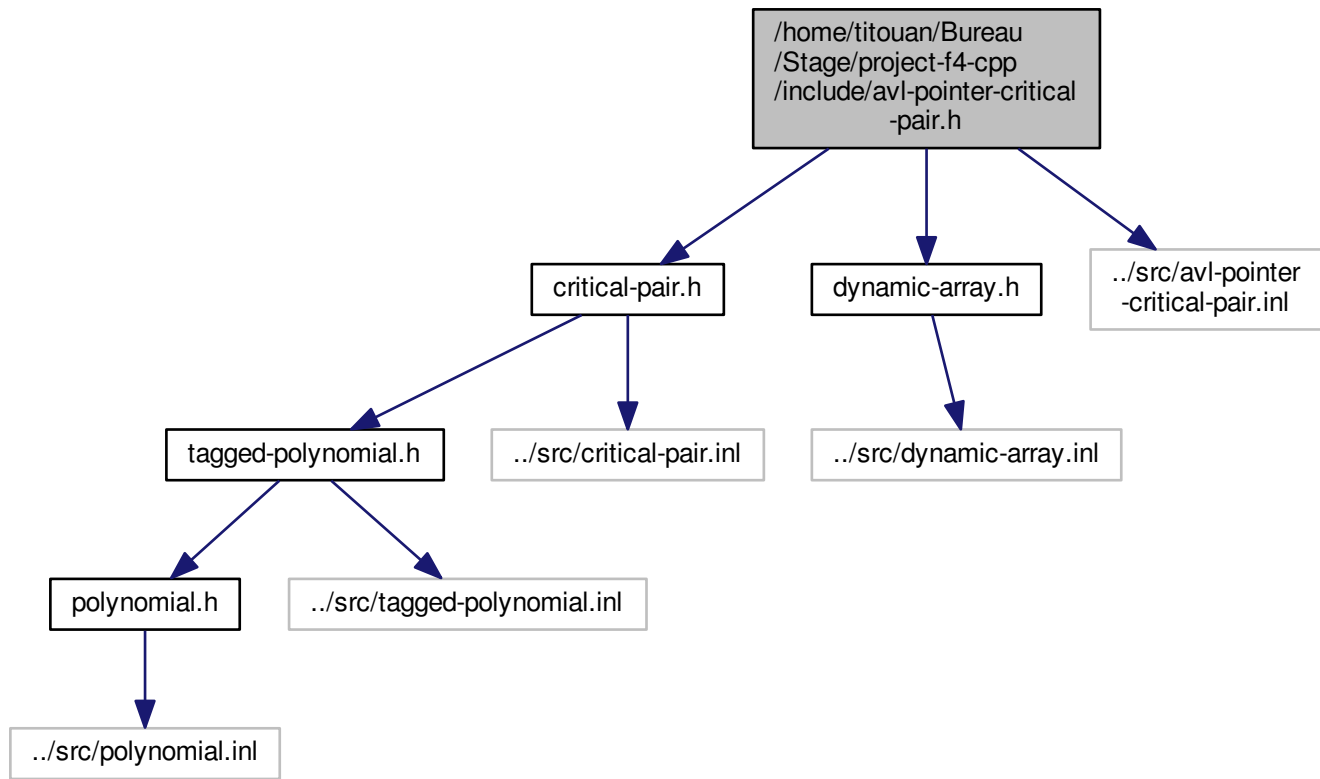 /home/titouan/Bureau
/Stage/project-f4-cpp
/include/avl-pointer-critical
-pair.h
critical-pair.h
dynamic-array.h
../src/avl-pointer
-critical-pair.inl
tagged-polynomial.h
../src/critical-pair.inl
../src/dynamic-array.inl
polynomial.h
../src/tagged-polynomial.inl
../src/polynomial.inl